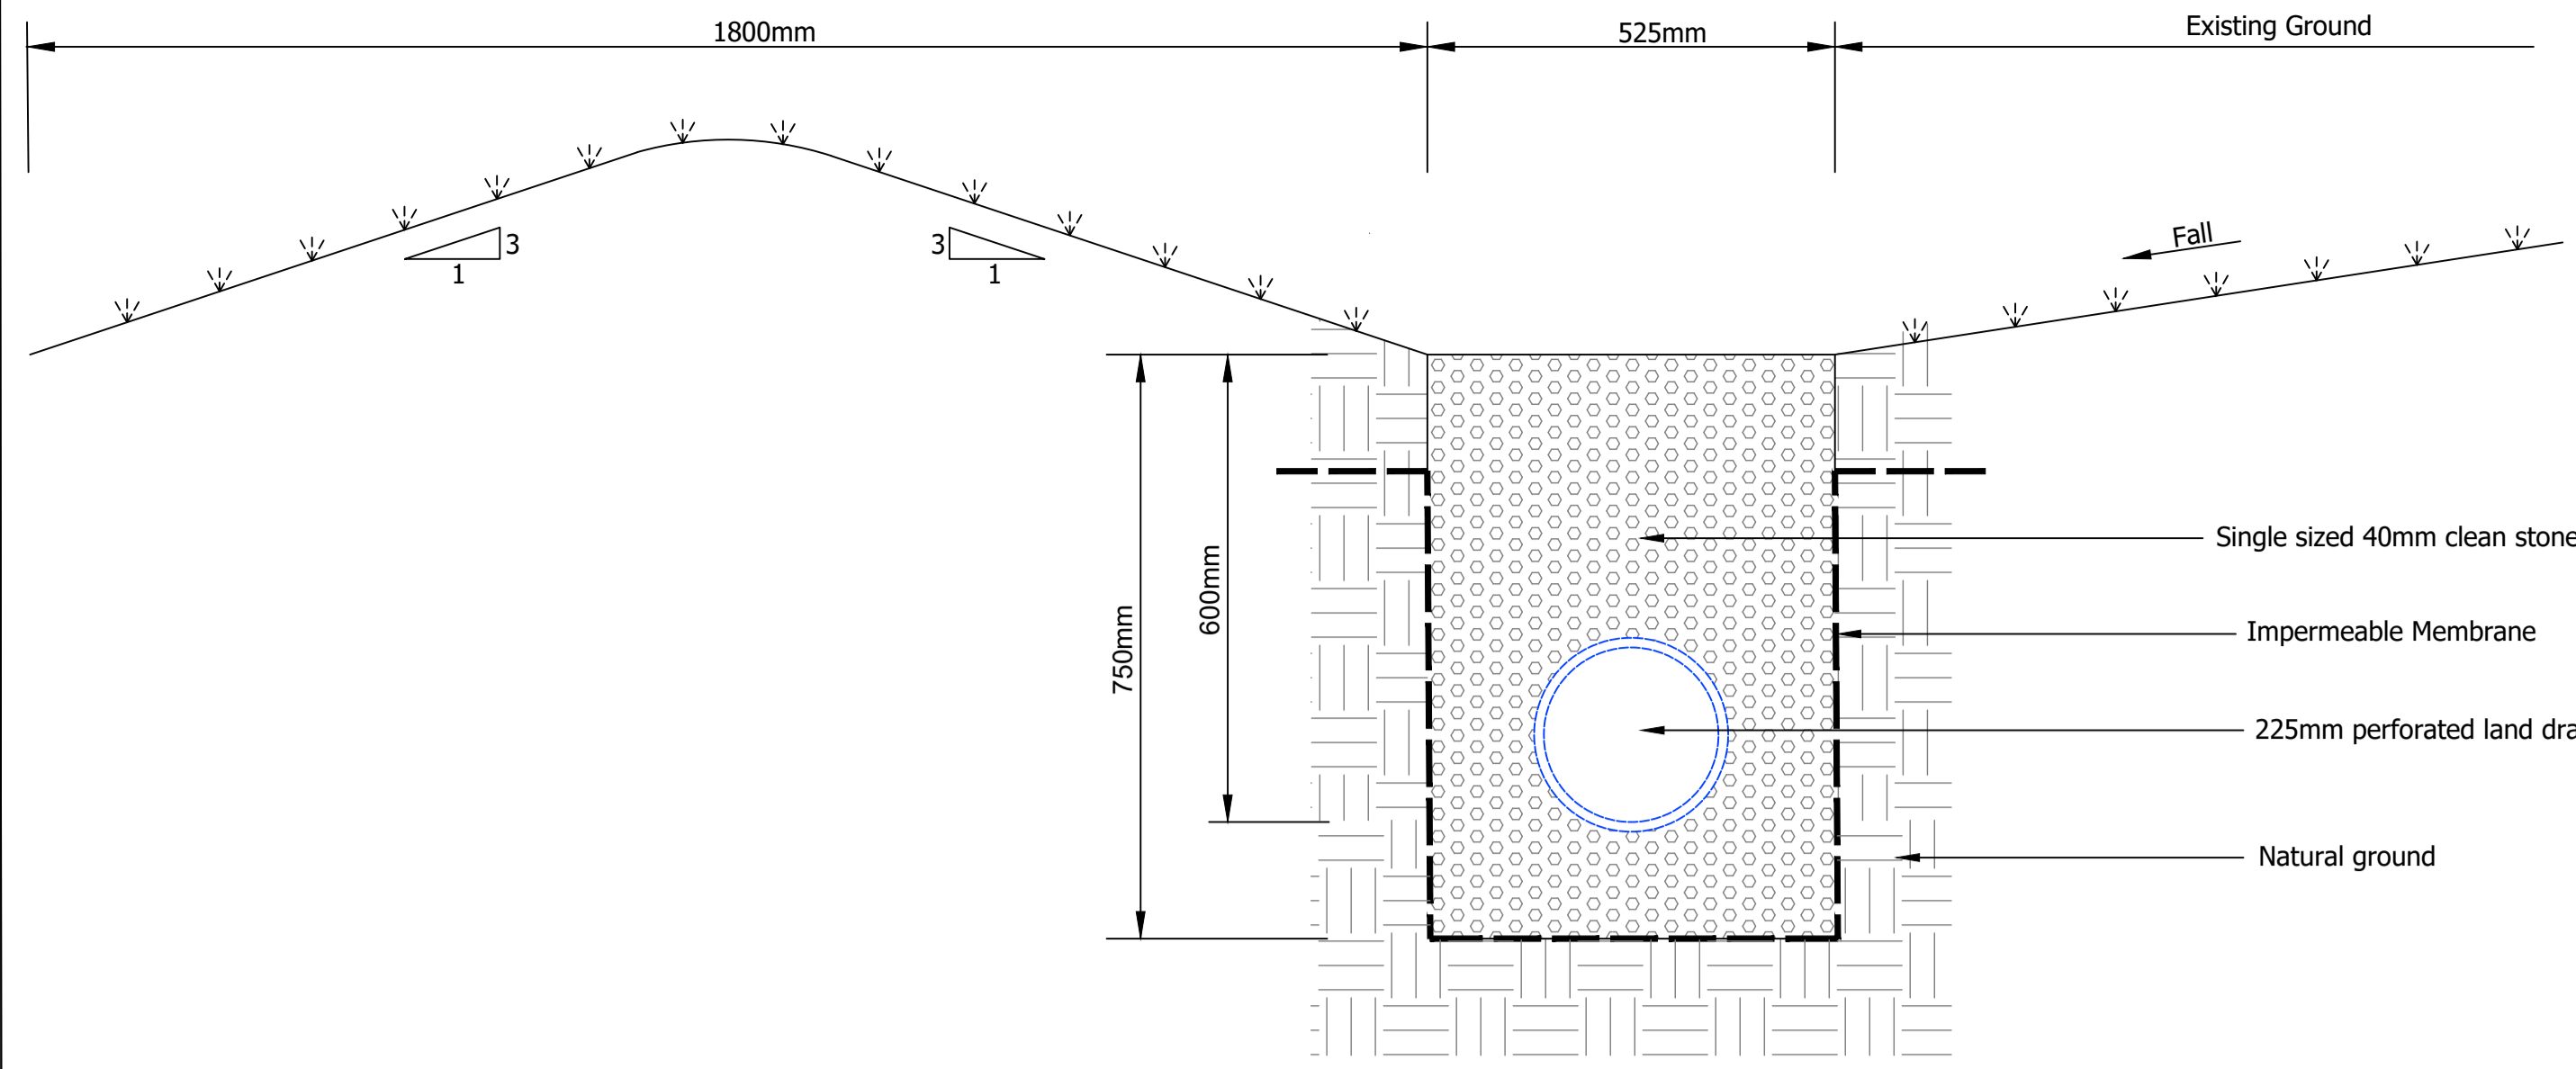 1800mm
525mm
Existing Ground
3
1
3
1
Fall
Single sized 40mm clean stone
600mm
750mm
Impermeable Membrane
225mm perforated land dra
Natural ground